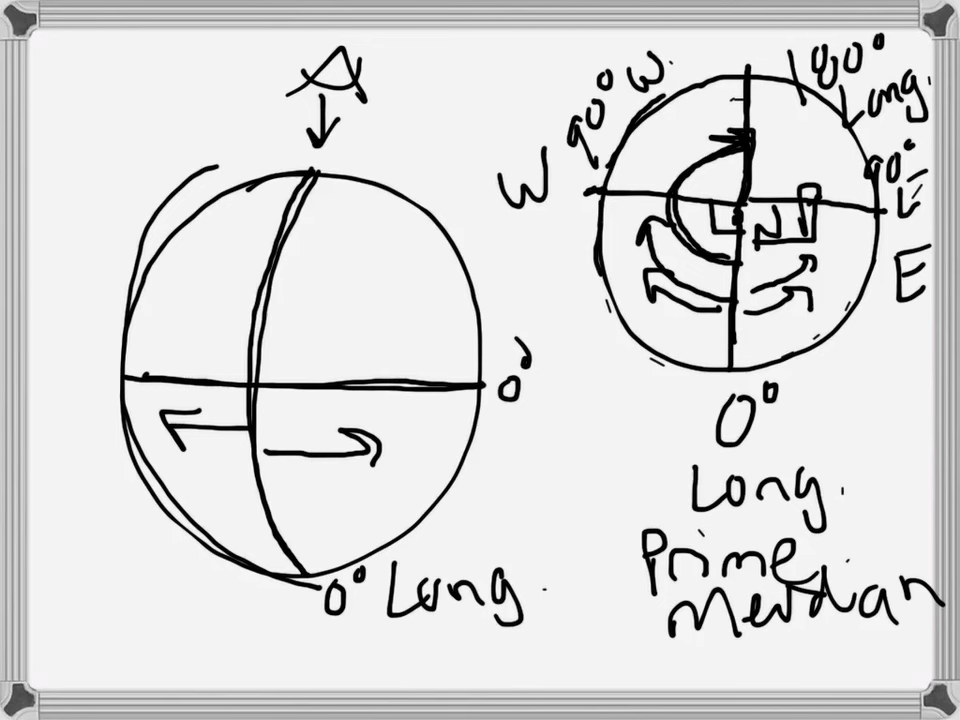 0°
0° Long.
90° W.
180°
Long.
90°
E
W
E
0°
Long.
Prime
Meridian